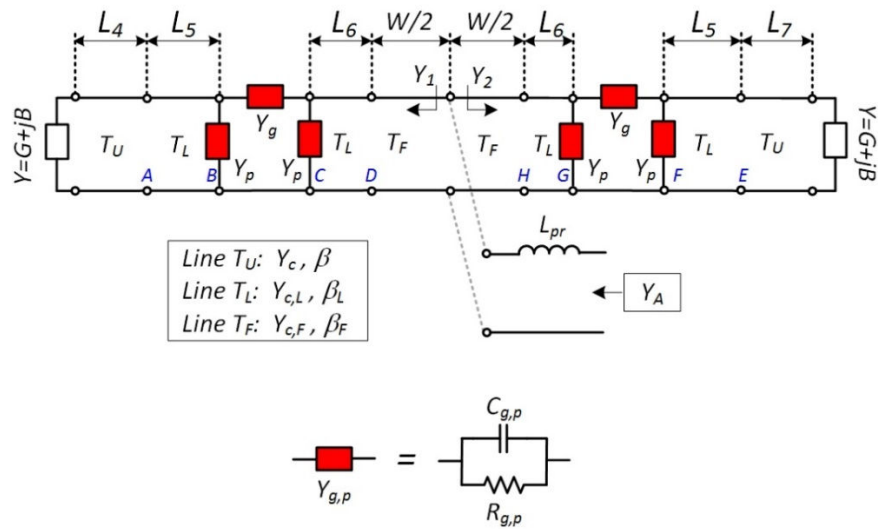 L4 L5 L6 W/2 W/2 L6 L5 L7
Y1 Y2
Yg Yg
Y=G+jB TU TL Yp Yp TL TF TF TL Yp Yp TL TU Y=G+jB
A B C D H G F E
Lpr
YA
Line TU: Yc , β
Line TL: Yc,L , βL
Line TF: Yc,F , βF
Cg,p
=
Yg,p
Rg,p